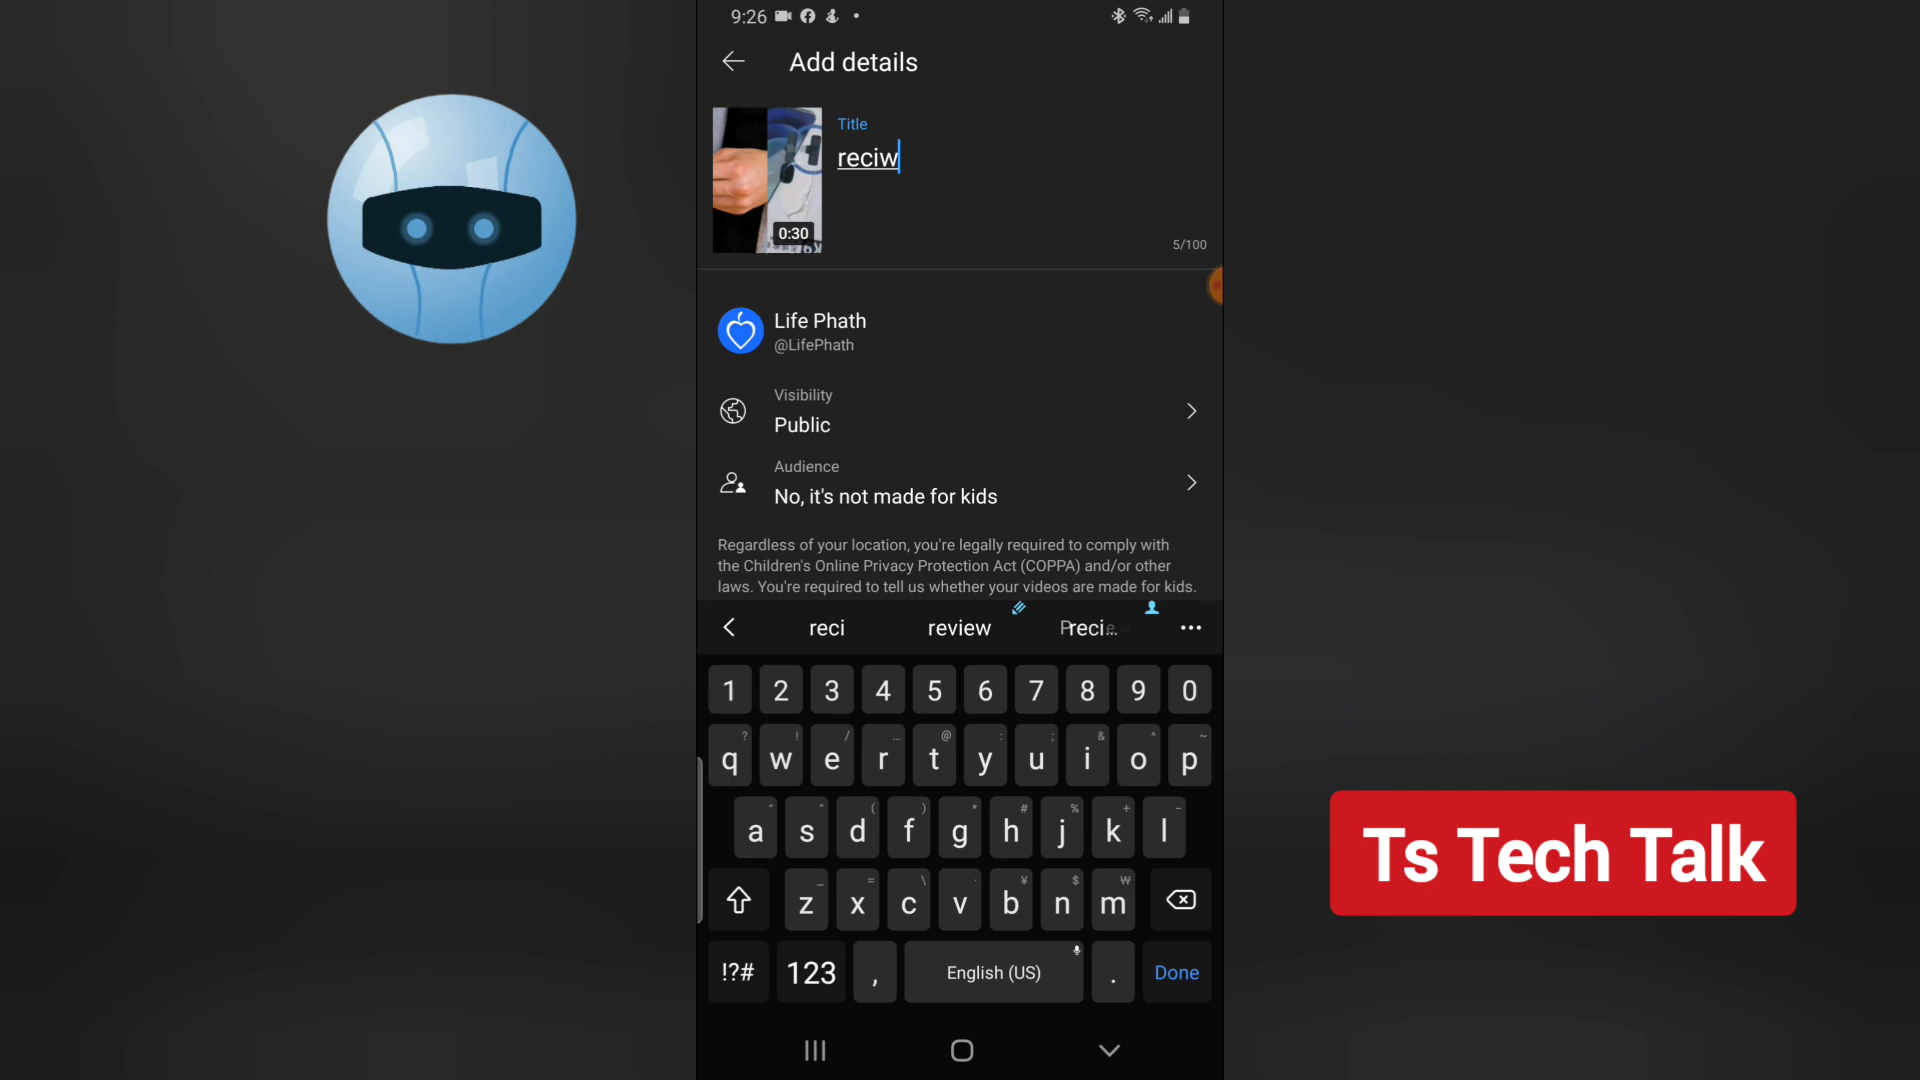 9:26
Add details
Title
reciw
0:30
5/100
Life Phath
@LifePhath
Visibility
Public
Audience
No, it's not made for kids
Regardless of your location, you're legally required to comply with
the Children's Online Privacy Protection Act (COPPA) and/or other
laws. You're required to tell us whether your videos are made for kids.
reci review reci...
1 2 3 4 5 6 7 8 9 0
q w e r t y u i o p
a s d f g h j k l
z x c v b n m
!?# 123 , English (US) . Done
Ts Tech Talk